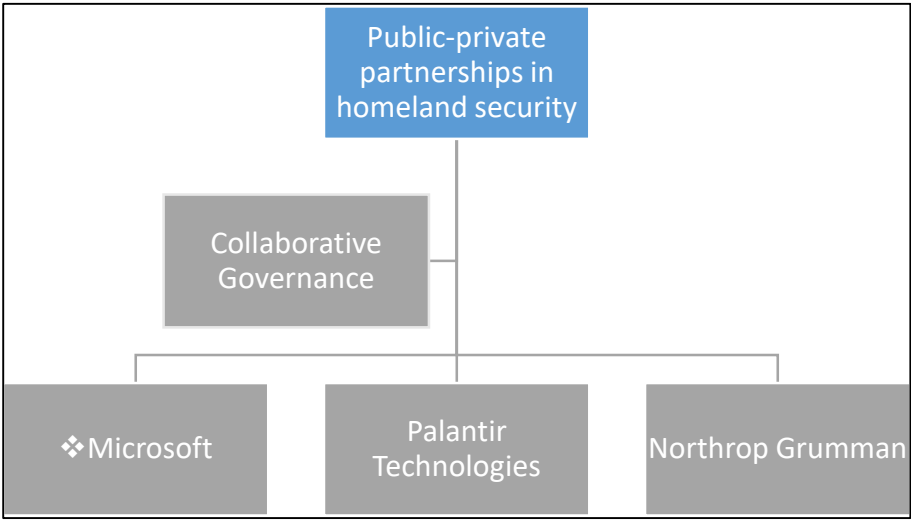 Public-private
partnerships in
homeland security
Collaborative
Governance
❖Microsoft
Palantir
Technologies
Northrop Grumman